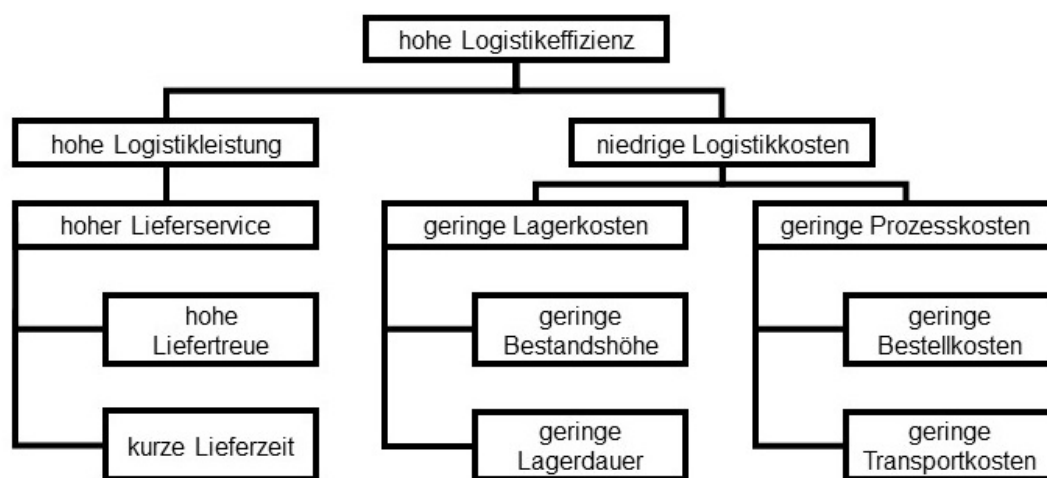 hohe Logistikeffizienz
hohe Logistikleistung
niedrige Logistikkosten
hoher Lieferservice
geringe Lagerkosten
geringe Prozesskosten
hohe
Liefertreue
geringe
Bestandshöhe
geringe
Bestellkosten
kurze Lieferzeit
geringe
Lagerdauer
geringe
Transportkosten